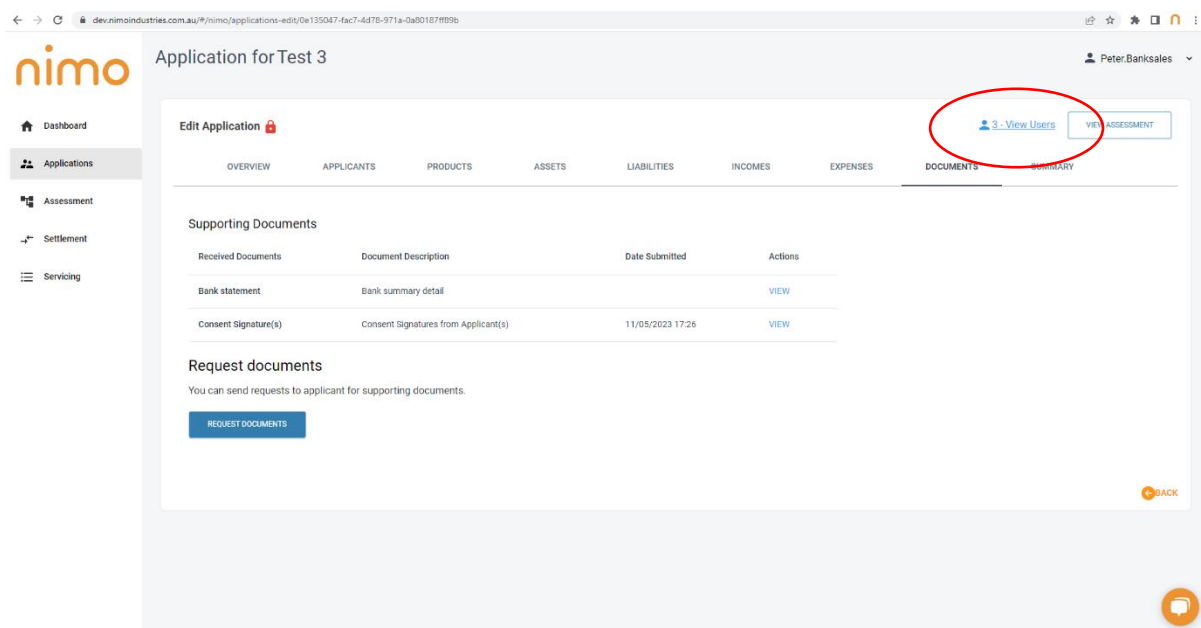 dev.nimoindustries.com.au/#/nimo/applications-edit/0e135047-fac7-4d78-971a-0a80187ff89b
nimo
Application for Test 3
Peter.Banksales
Dashboard
Applications
Assessment
Settlement
Servicing
Edit Application
3 - View Users
VIEW ASSESSMENT
OVERVIEW APPLICANTS PRODUCTS ASSETS LIABILITIES INCOMES EXPENSES DOCUMENTS SUMMARY
Supporting Documents
Received Documents Document Description Date Submitted Actions
Bank statement Bank summary detail VIEW
Consent Signature(s) Consent Signatures from Applicant(s) 11/05/2023 17:26 VIEW
Request documents
You can send requests to applicant for supporting documents.
REQUEST DOCUMENTS
BACK